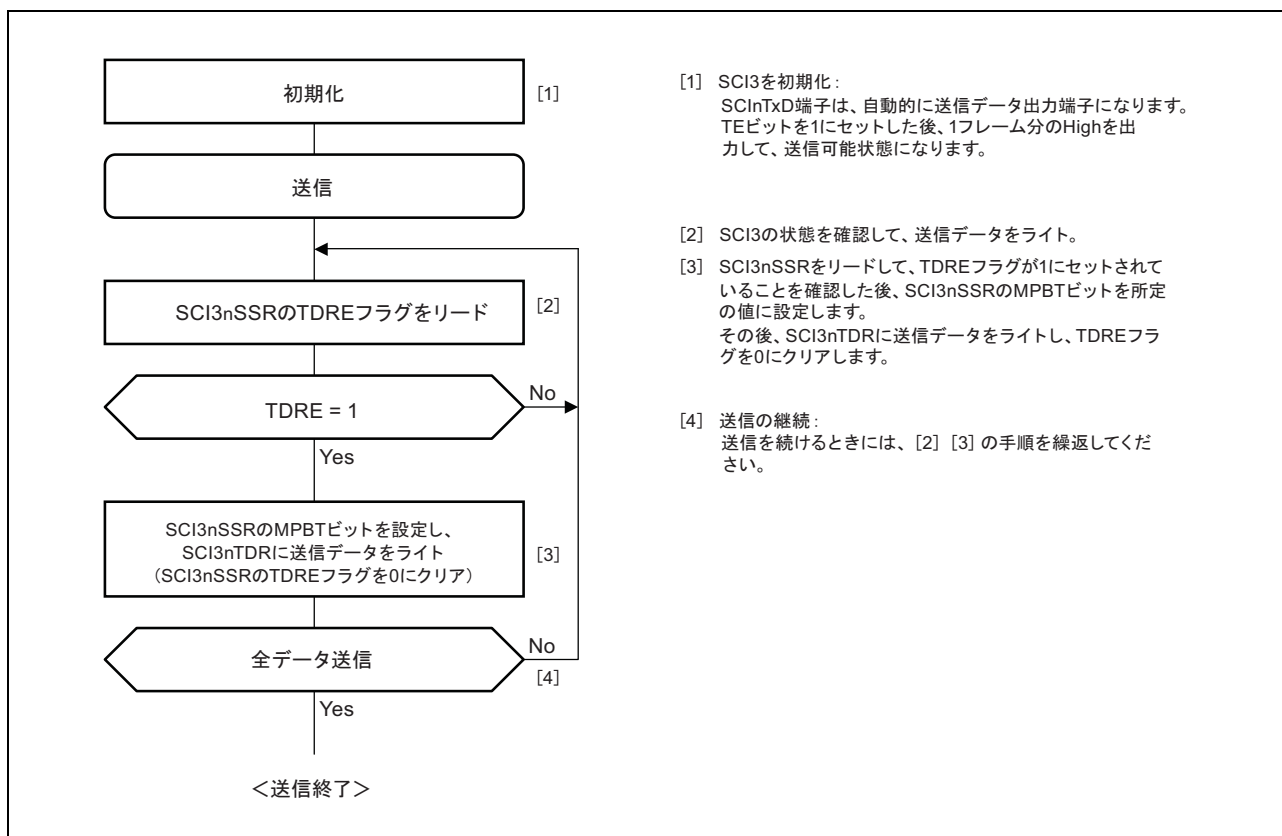 初期化
[1]
送信
SCI3nSSRのTDREフラグをリード
[2]
TDRE = 1
No
Yes
SCI3nSSRのMPBTビットを設定し、
SCI3nTDRに送信データをライト
（SCI3nSSRのTDREフラグを0にクリア）
[3]
全データ送信
No
[4]
Yes
＜送信終了＞
[1] SCI3を初期化：
SCInTxD端子は、自動的に送信データ出力端子になります。
TEビットを1にセットした後、1フレーム分のHighを出
力して、送信可能状態になります。
[2] SCI3の状態を確認して、送信データをライト。
[3] SCI3nSSRをリードして、TDREフラグが1にセットされて
いることを確認した後、SCI3nSSRのMPBTビットを所定
の値に設定します。
その後、SCI3nTDRに送信データをライトし、TDREフラ
グを0にクリアします。
[4] 送信の継続：
送信を続けるときには、[2] [3] の手順を繰返してくだ
さい。